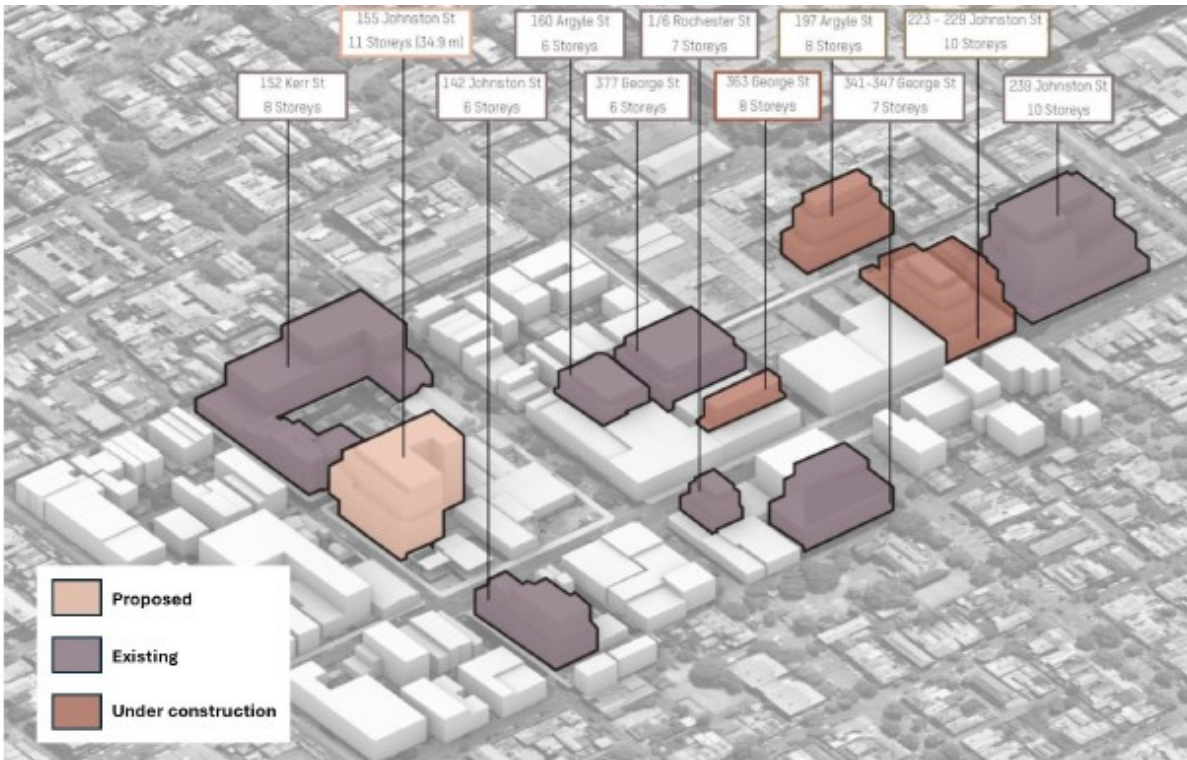 155 Johnston St
11 Storeys (34.9 m)
160 Argyle St
6 Storeys
1/6 Rochester St
7 Storeys
197 Argyle St
8 Storeys
223 - 229 Johnston St
10 Storeys
152 Kerr St
8 Storeys
142 Johnston St
6 Storeys
377 George St
6 Storeys
363 George St
8 Storeys
341-347 George St
7 Storeys
239 Johnston St
10 Storeys
Proposed
Existing
Under construction